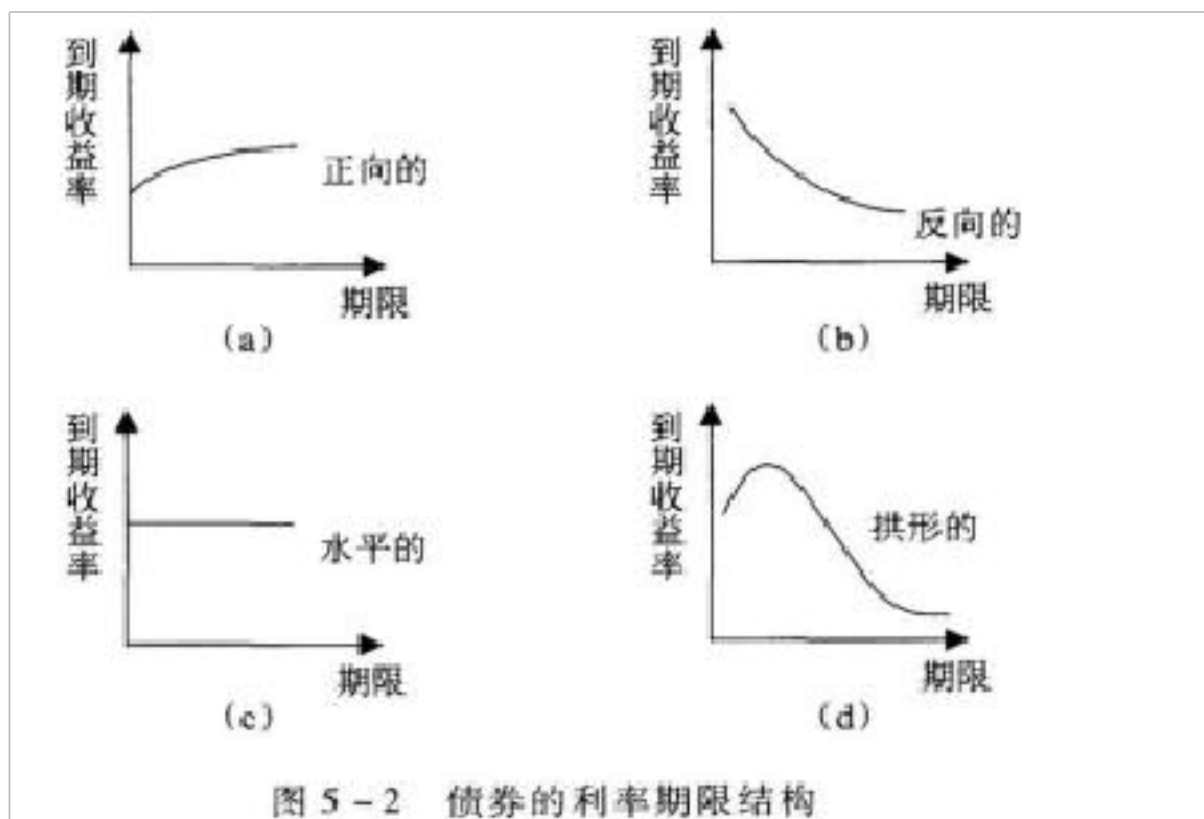 到期收益率
正向的
期限
(a)
到期收益率
反向的
期限
(b)
到期收益率
水平的
期限
(c)
到期收益率
拱形的
期限
(d)
图 5-2 债券的利率期限结构